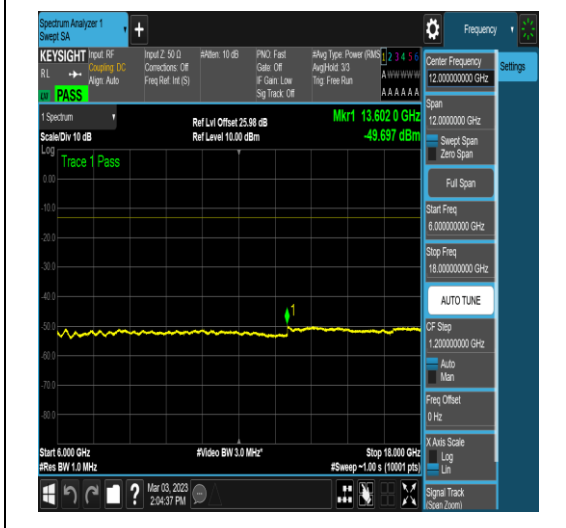 Spectrum Analyzer 1
Swept SA
Frequency
KEYSIGHT
RL
Input: RF
Coupling: DC
Align: Auto
PASS
Input Z: 50 Ω
Corrections: Off
Freq Ref: Int (S)
#Atten: 10 dB
PNO: Fast
Gate: Off
IF Gain: Low
Sig Track: Off
#Avg Type: Power (RMS
Avg|Hold: 3/3
Trig: Free Run
1 2 3 4 5 6
A W W W W W
A A A A A A
1 Spectrum
Scale/Div 10 dB
Ref Lvl Offset 25.98 dB
Ref Level 10.00 dBm
Mkr1 13.602 0 GHz
-49.697 dBm
Log
Trace 1 Pass
0.00
-10.0
-20.0
-30.0
-40.0
-50.0
-60.0
-70.0
-80.0
1
Start 6.000 GHz
#Res BW 1.0 MHz
#Video BW 3.0 MHz*
Stop 18.000 GHz
#Sweep ~1.00 s (10001 pts)
Mar 03, 2023
2:04:37 PM
Center Frequency
12.000000000 GHz
Settings
Span
12.0000000 GHz
Swept Span
Zero Span
Full Span
Start Freq
6.000000000 GHz
Stop Freq
18.000000000 GHz
AUTO TUNE
CF Step
1.200000000 GHz
Auto
Man
Freq Offset
0 Hz
X Axis Scale
Log
Lin
Signal Track
(Span Zoom)